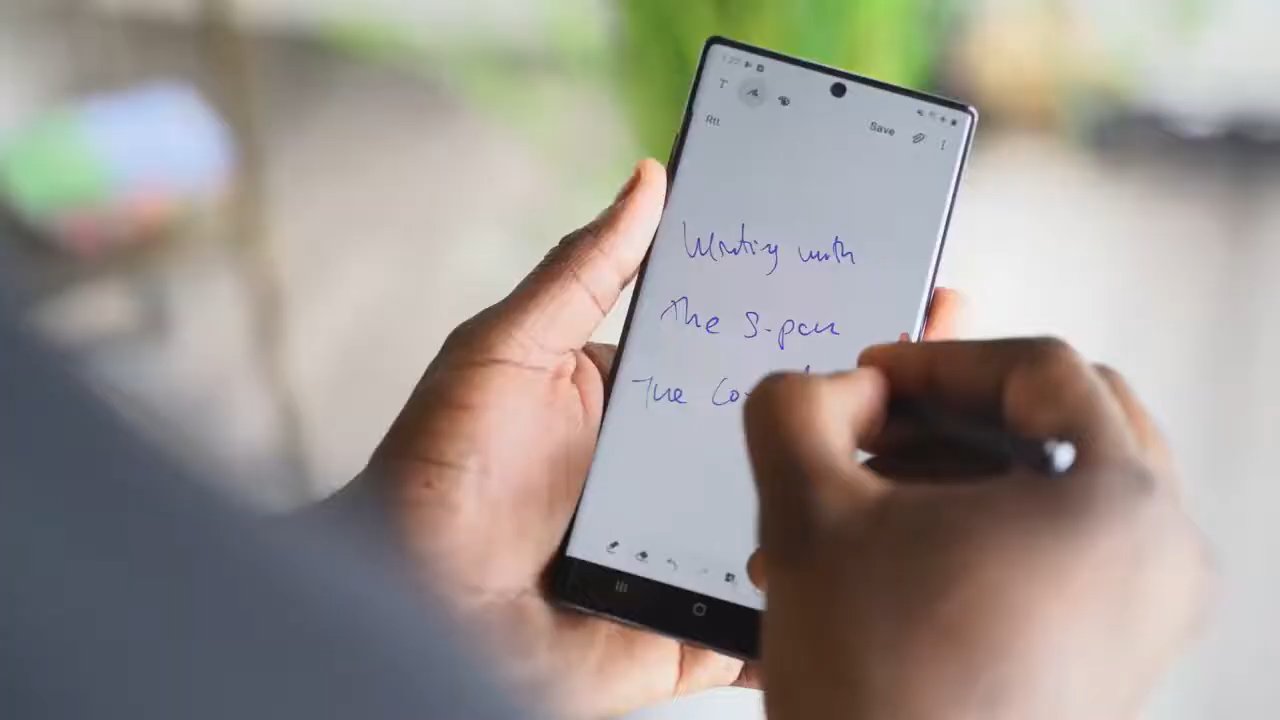 T
Save
Writing with
The S-pen
The